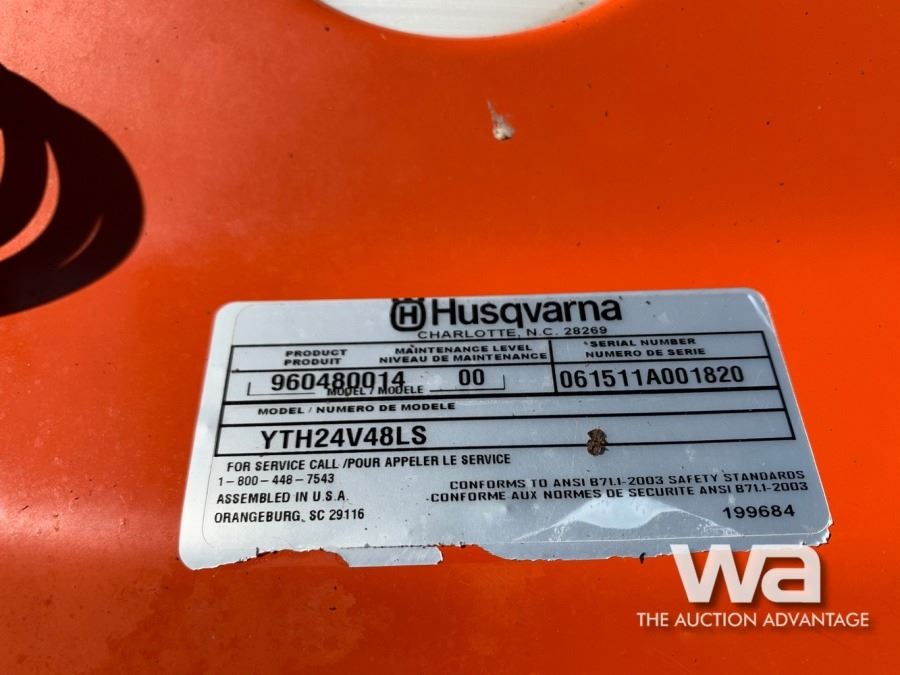 Husqvarna
CHARLOTTE, N.C. 28269
PRODUCT
PRODUIT
MAINTENANCE LEVEL
NIVEAU DE MAINTENANCE
SERIAL NUMBER
NUMERO DE SERIE
960480014 00
061511A001820
MODEL / MODELE
MODEL / NUMERO DE MODELE
YTH24V48LS
FOR SERVICE CALL /POUR APPELER LE SERVICE
1-800-448-7543
ASSEMBLED IN U.S.A.
ORANGEBURG, SC 29116
CONFORMS TO ANSI B71.1-2003 SAFETY STANDARDS
CONFORME AUX NORMES DE SECURITE ANSI B71.1-2003
199684
wa
THE AUCTION ADVANTAGE